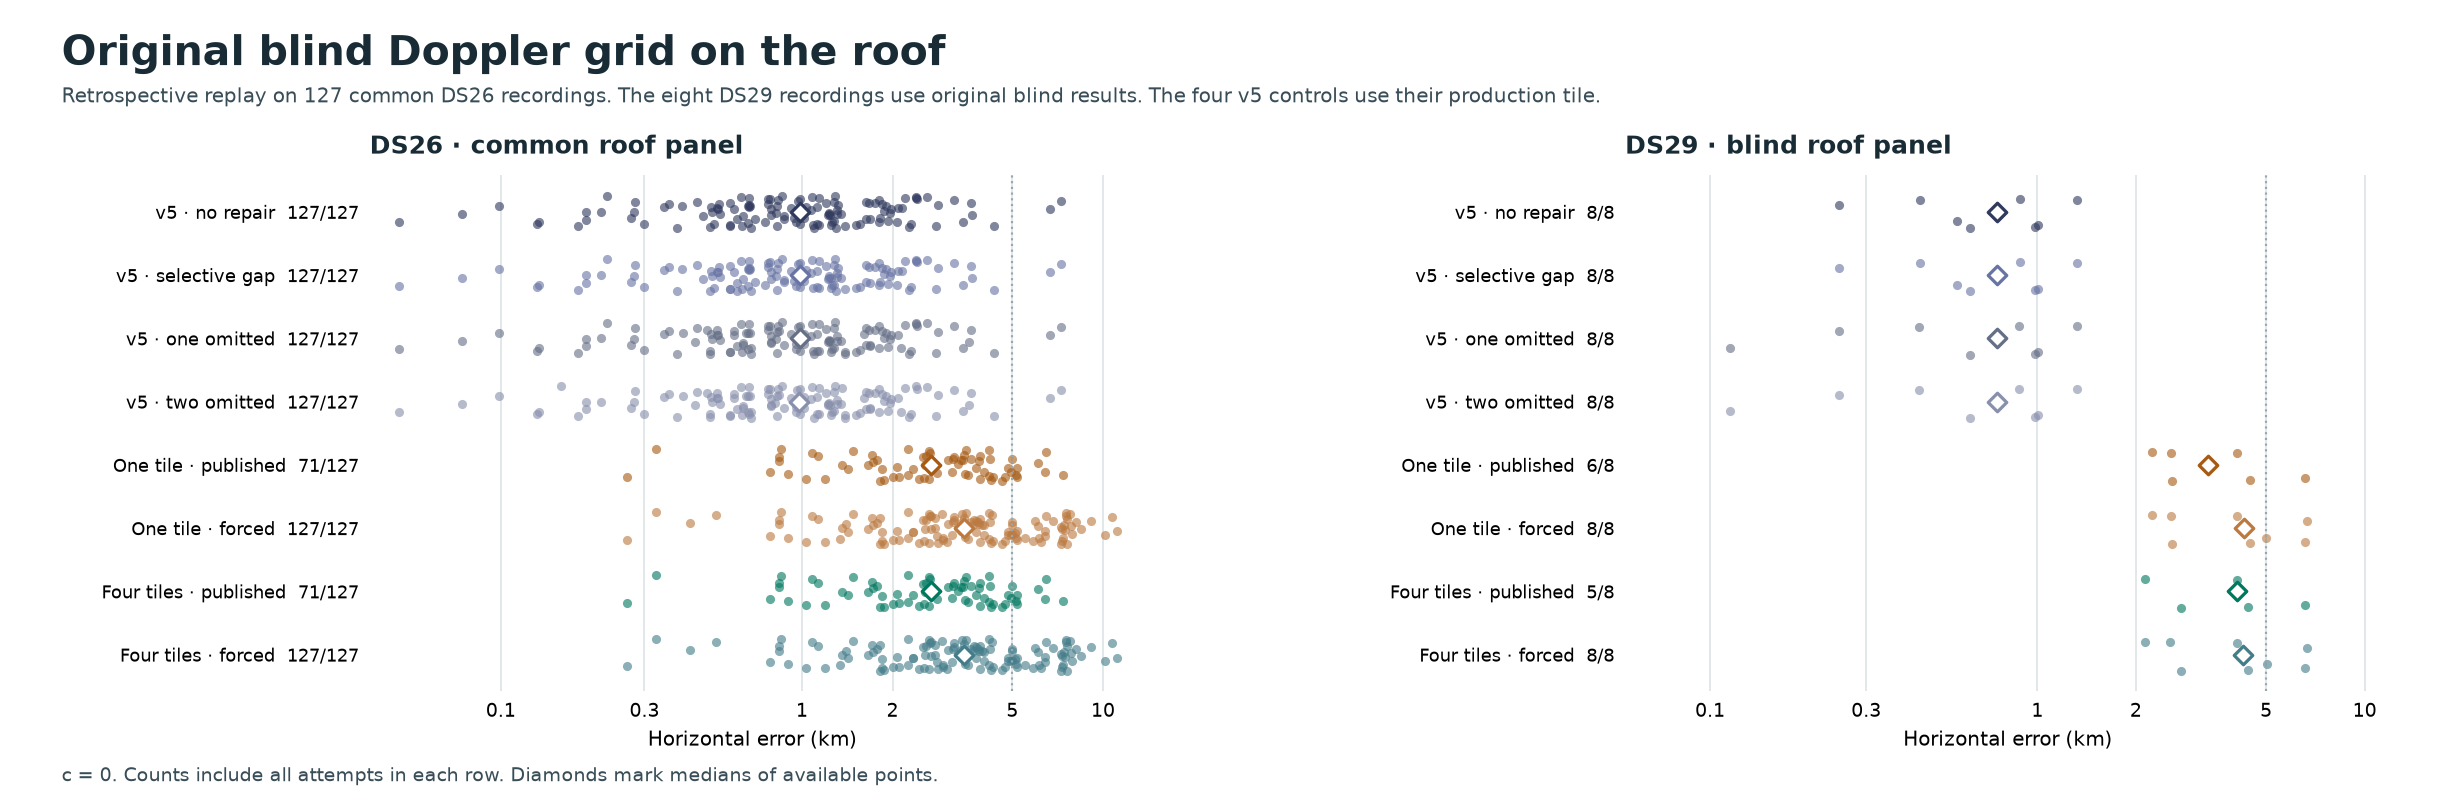 Original blind Doppler grid on the roof
Retrospective replay on 127 common DS26 recordings. The eight DS29 recordings use original blind results. The four v5 controls use their production tile.
DS26 · common roof panel
v5 · no repair 127/127
v5 · selective gap 127/127
v5 · one omitted 127/127
v5 · two omitted 127/127
One tile · published 71/127
One tile · forced 127/127
Four tiles · published 71/127
Four tiles · forced 127/127
0.1 0.3 1 2 5 10
Horizontal error (km)
DS29 · blind roof panel
v5 · no repair 8/8
v5 · selective gap 8/8
v5 · one omitted 8/8
v5 · two omitted 8/8
One tile · published 6/8
One tile · forced 8/8
Four tiles · published 5/8
Four tiles · forced 8/8
0.1 0.3 1 2 5 10
Horizontal error (km)
c = 0. Counts include all attempts in each row. Diamonds mark medians of available points.